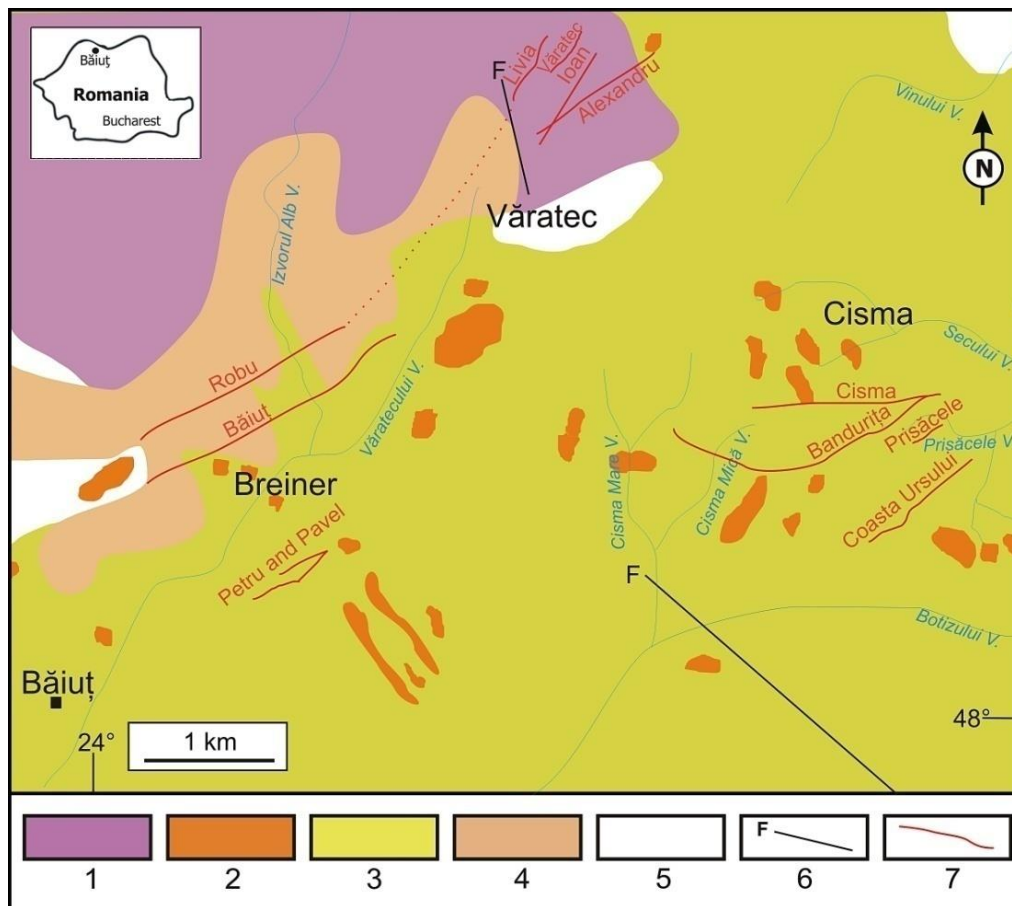 Băiuț
Romania
Bucharest
F
Livia
Văratec
Ioan
Alexandru
Vinului V.
N
Izvorul Alb V.
Văratec
Cisma
Secului V.
Robu
Băiuț
Văratecului V.
Cisma
Bandurița
Prisăcele
Prisăcele V.
Breiner
Cisma Mare V.
Cisma Mică V.
Coasta Ursului
Petru and Pavel
F
Botizului V.
Băiuț
24°
1 km
48°
F
1
2
3
4
5
6
7